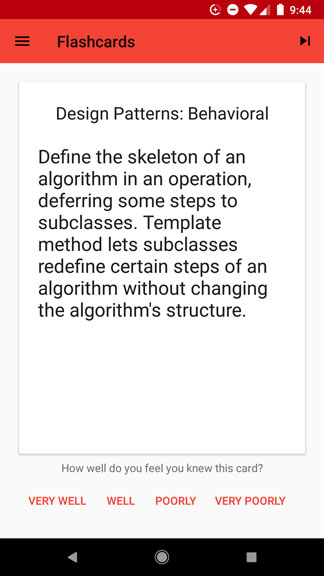 9:44
Flashcards
Design Patterns: Behavioral
Define the skeleton of an
algorithm in an operation,
deferring some steps to
subclasses. Template
method lets subclasses
redefine certain steps of an
algorithm without changing
the algorithm's structure.
How well do you feel you knew this card?
VERY WELL WELL POORLY VERY POORLY